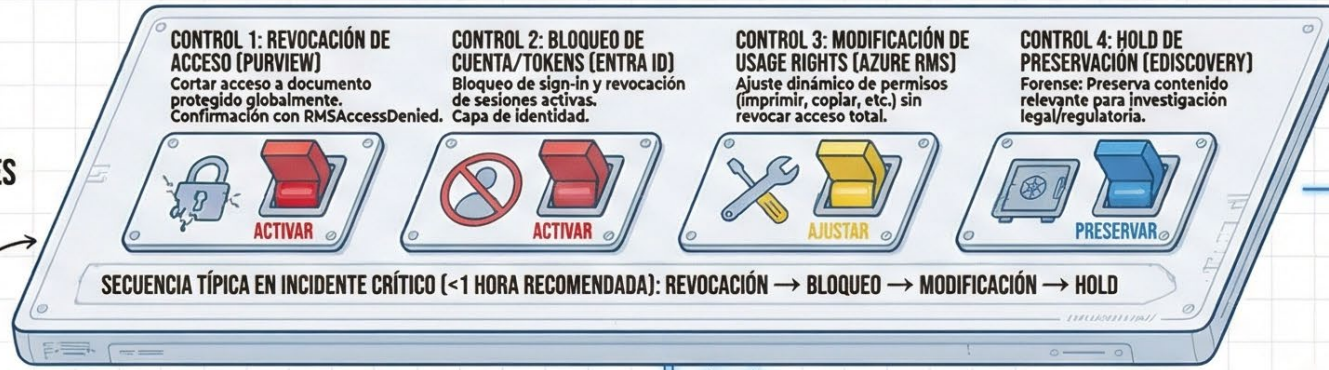 ES
CONTROL 1: REVOCACIÓN DE
ACCESO (PURVIEW)
Cortar acceso a documento
protegido globalmente.
Confirmación con RMSAccessDenied.
ACTIVAR
CONTROL 2: BLOQUEO DE
CUENTA/TOKENS (ENTRA ID)
Bloqueo de sign-in y revocación
de sesiones activas.
Capa de identidad.
ACTIVAR
CONTROL 3: MODIFICACIÓN DE
USAGE RIGHTS (AZURE RMS)
Ajuste dinámico de permisos
(imprimir, copiar, etc.) sin
revocar acceso total.
AJUSTAR
CONTROL 4: HOLD DE
PRESERVACIÓN (EDISCOVERY)
Forense: Preserva contenido
relevante para investigación
legal/regulatoria.
PRESERVAR
SECUENCIA TÍPICA EN INCIDENTE CRÍTICO (<1 HORA RECOMENDADA): REVOCACIÓN → BLOQUEO → MODIFICACIÓN → HOLD